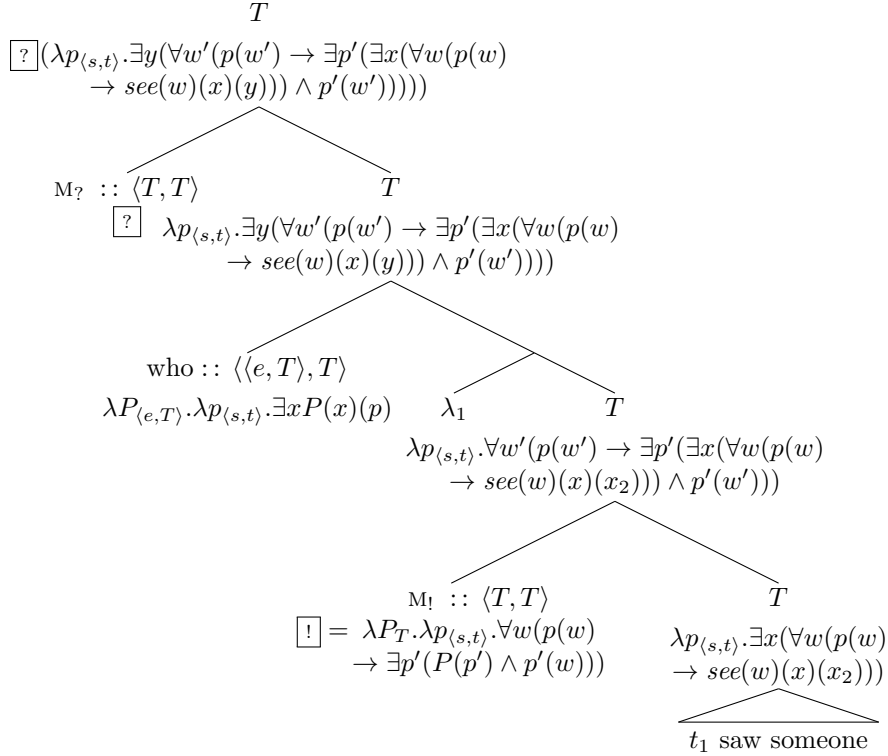 T
?(λp⟨s,t⟩.∃y(∀w′(p(w′) → ∃p′(∃x(∀w(p(w)
→ see(w)(x)(y))) ∧ p′(w′)))))
M? :: ⟨T, T⟩ T
? λp⟨s,t⟩.∃y(∀w′(p(w′) → ∃p′(∃x(∀w(p(w)
→ see(w)(x)(y))) ∧ p′(w′))))
who :: ⟨⟨e, T⟩, T⟩
λP⟨e,T⟩.λp⟨s,t⟩.∃xP(x)(p) λ1 T
λp⟨s,t⟩.∀w′(p(w′) → ∃p′(∃x(∀w(p(w)
→ see(w)(x)(x2))) ∧ p′(w′)))
M! :: ⟨T, T⟩ T
! = λPT.λp⟨s,t⟩.∀w(p(w) λp⟨s,t⟩.∃x(∀w(p(w)
→ ∃p′(P(p′) ∧ p′(w))) → see(w)(x)(x2)))
t1 saw someone